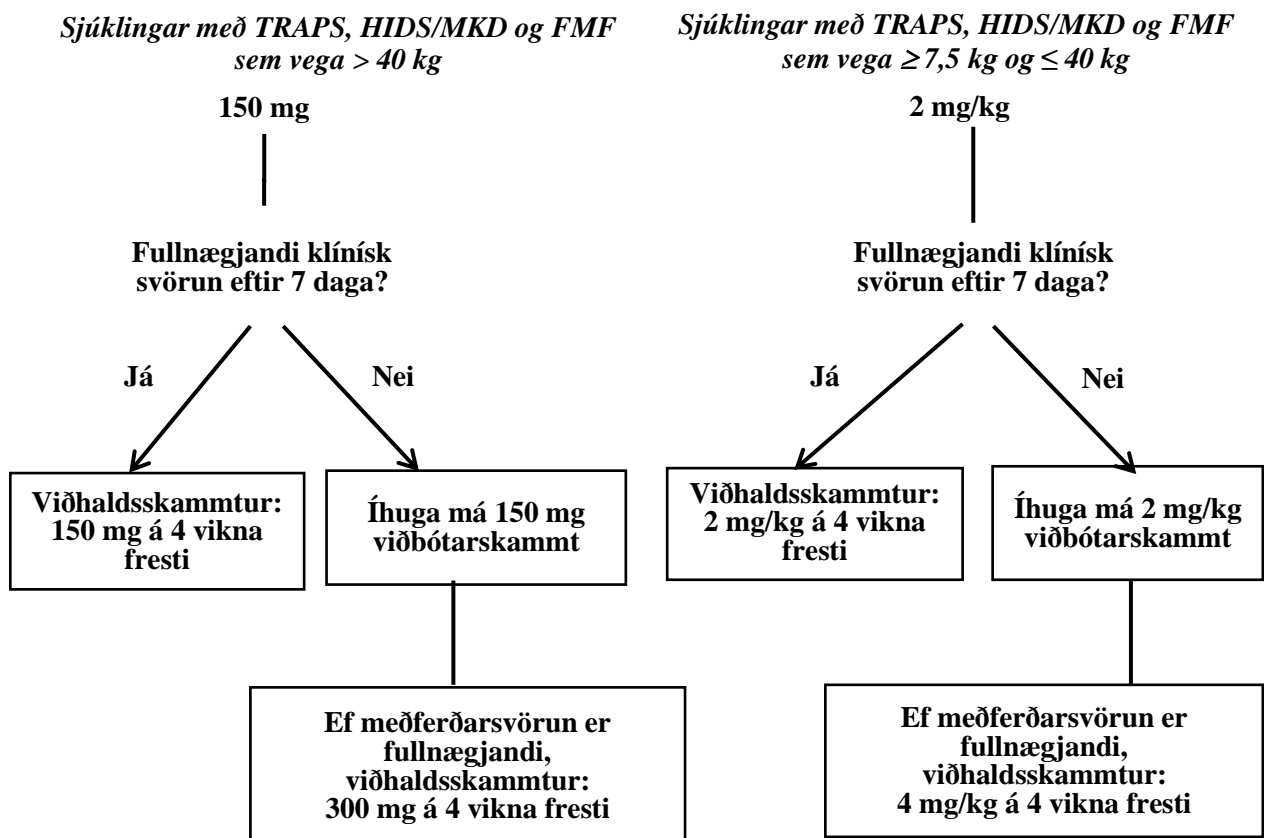 Sjúklingar með TRAPS, HIDS/MKD og FMF
sem vega > 40 kg
150 mg
Fullnægjandi klínísk
svörun eftir 7 daga?
Já
Nei
Viðhaldsskammtur:
150 mg á 4 vikna
fresti
Íhuga má 150 mg
viðbótarskammt
Ef meðferðarsvörun er
fullnægjandi,
viðhaldsskammtur:
300 mg á 4 vikna fresti
Sjúklingar með TRAPS, HIDS/MKD og FMF
sem vega ≥ 7,5 kg og ≤ 40 kg
2 mg/kg
Fullnægjandi klínísk
svörun eftir 7 daga?
Já
Nei
Viðhaldsskammtur:
2 mg/kg á 4 vikna
fresti
Íhuga má 2 mg/kg
viðbótarskammt
Ef meðferðarsvörun er
fullnægjandi,
viðhaldsskammtur:
4 mg/kg á 4 vikna fresti